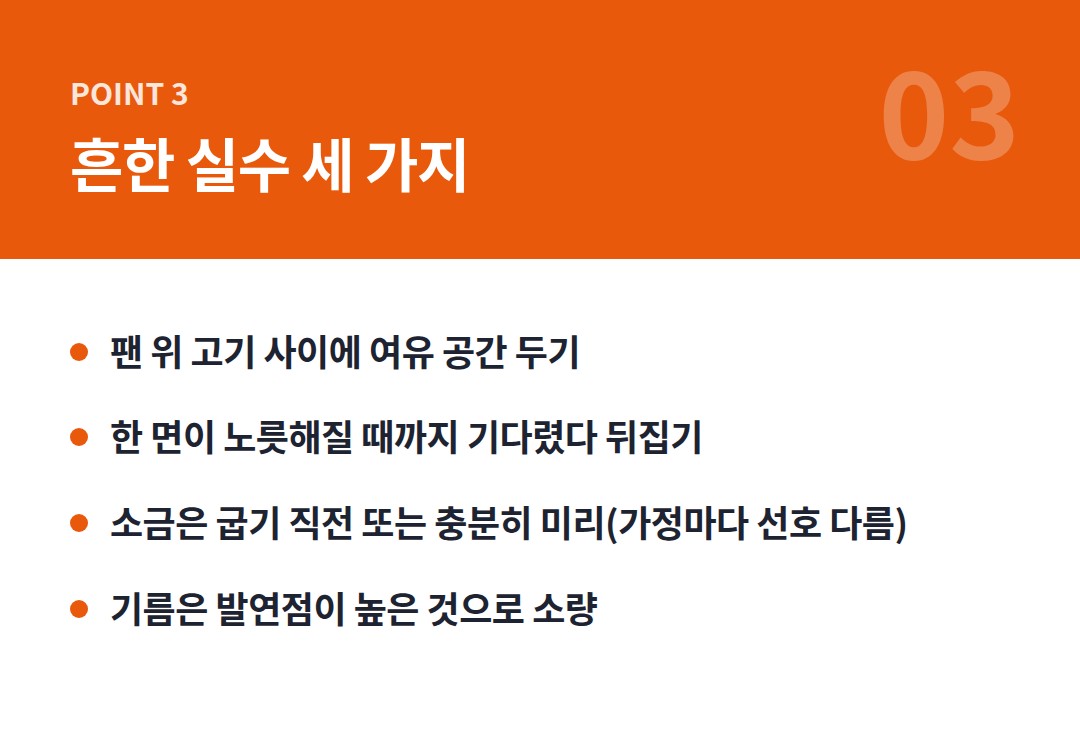 POINT 3
흔한 실수 세 가지
03
팬 위 고기 사이에 여유 공간 두기
한 면이 노릇해질 때까지 기다렸다 뒤집기
소금은 굽기 직전 또는 충분히 미리(가정마다 선호 다름)
기름은 발연점이 높은 것으로 소량